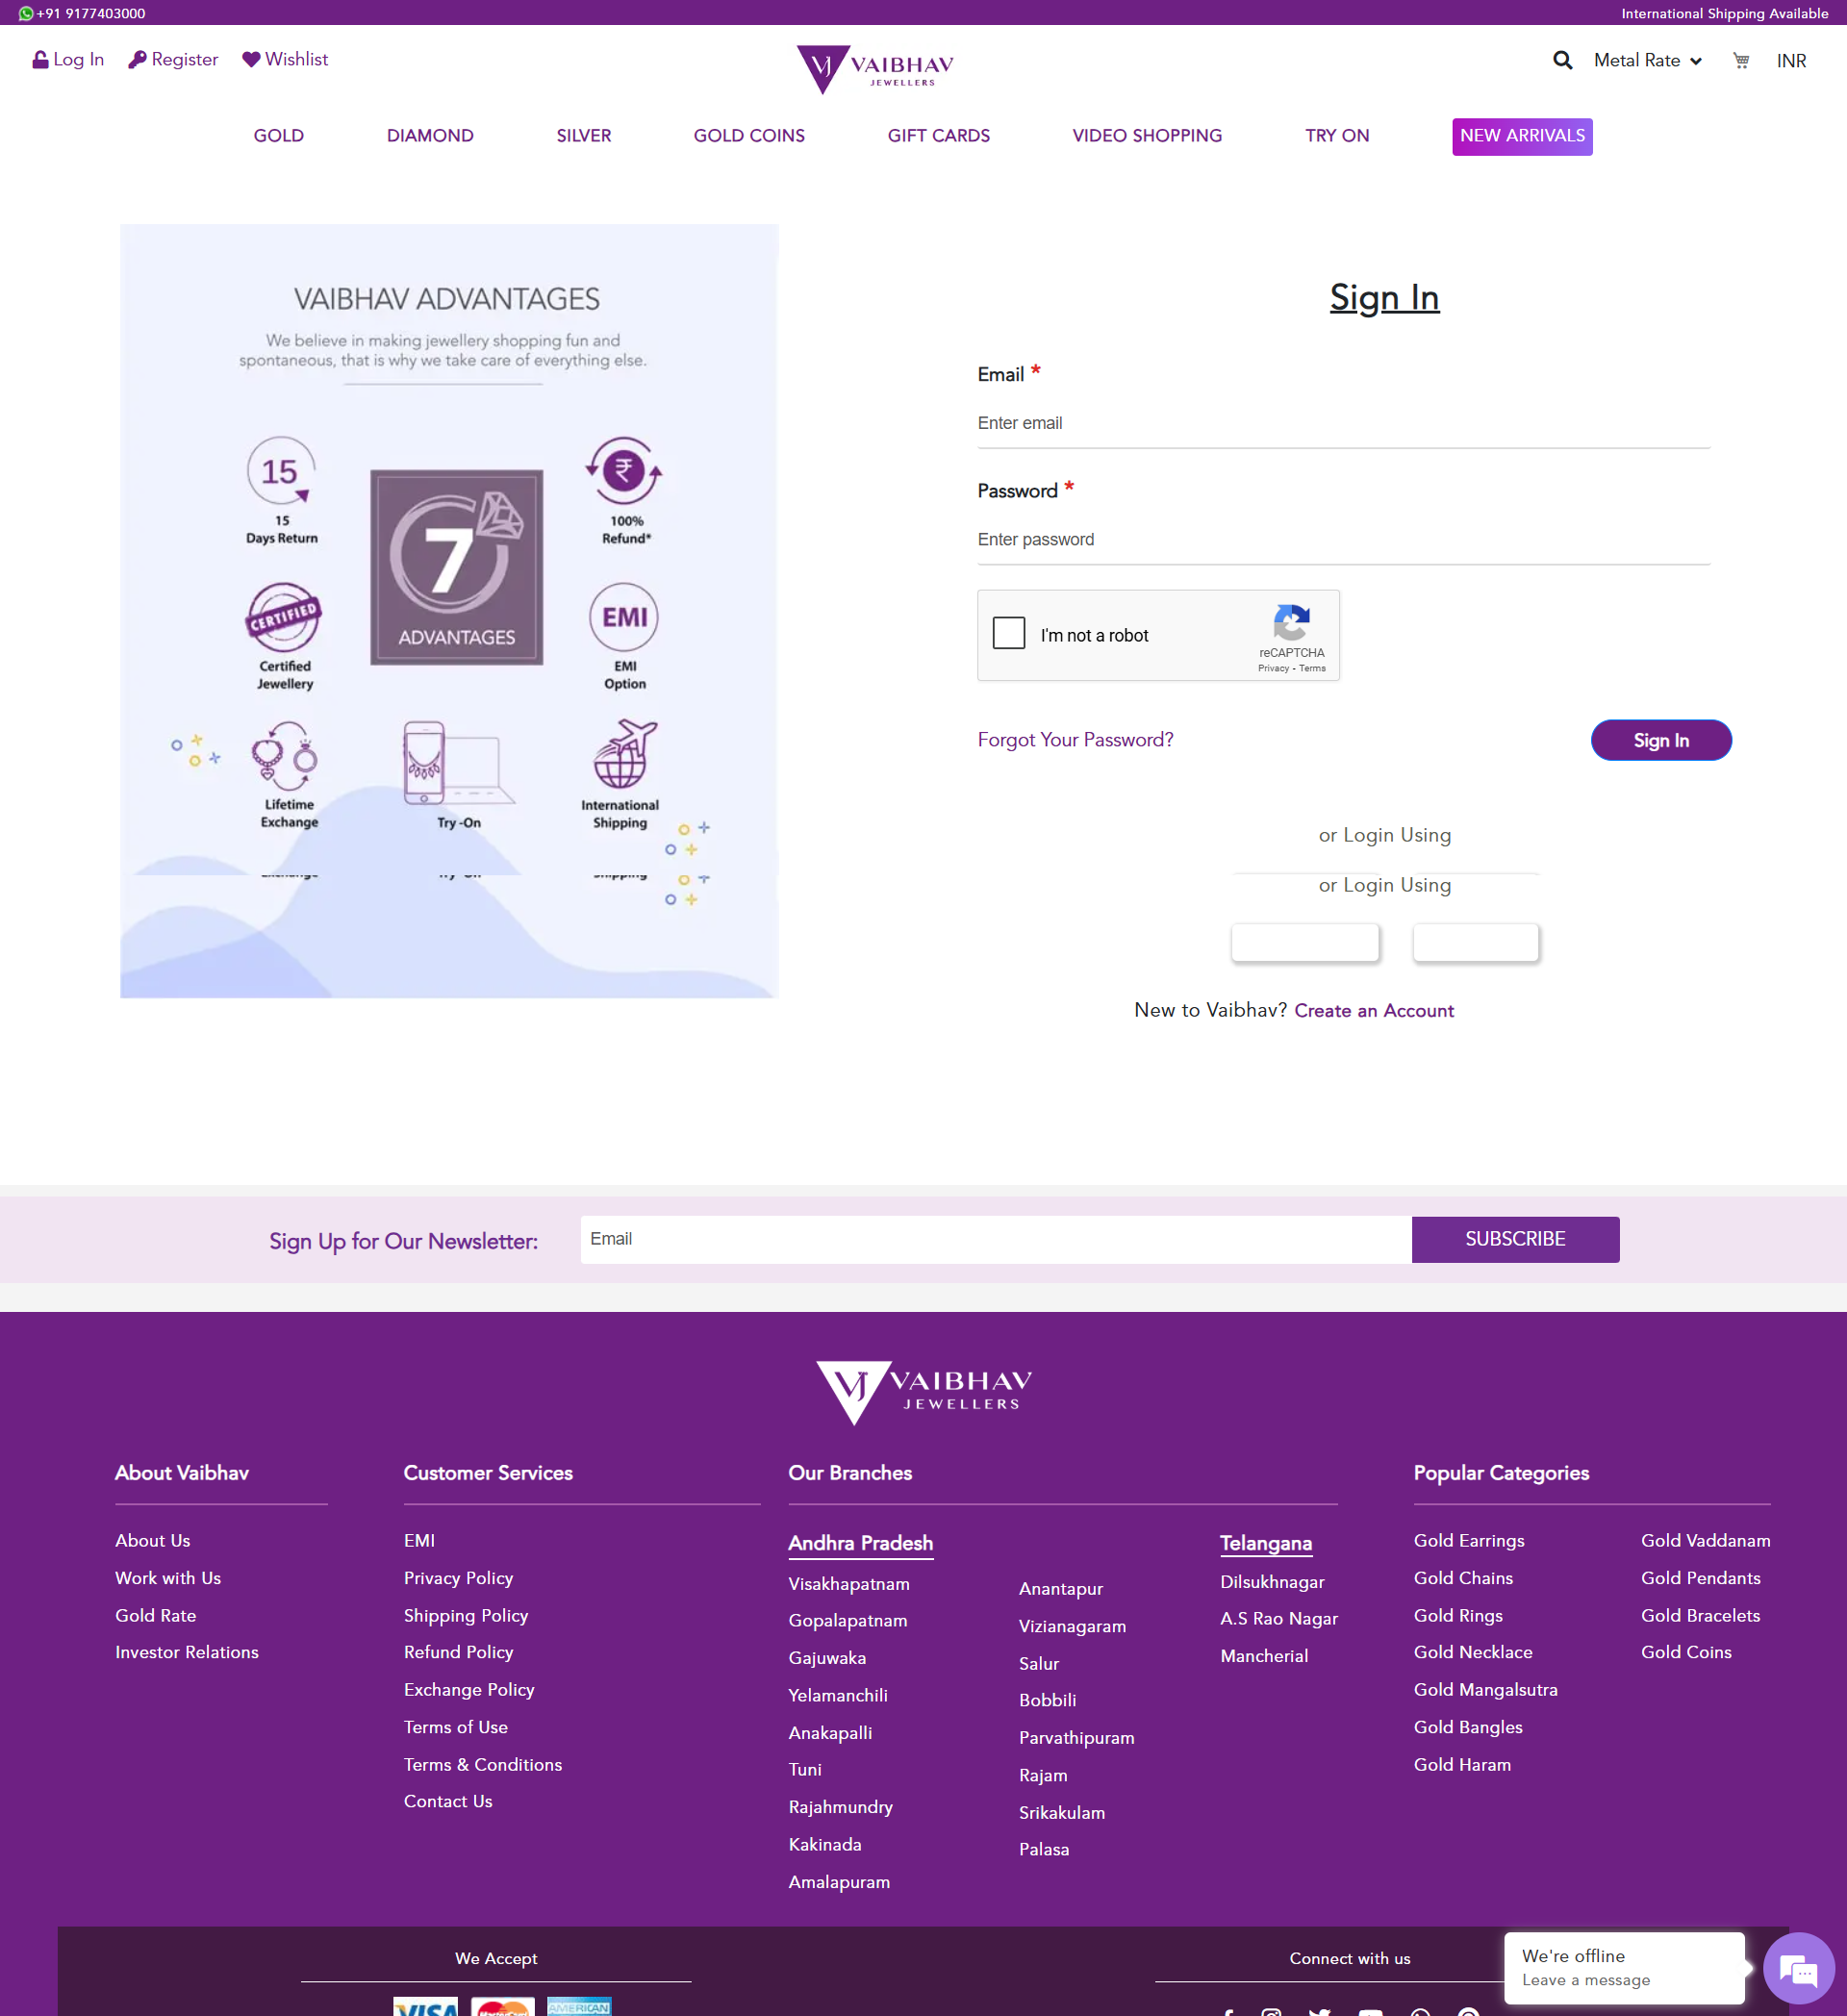 +91 9177403000
International Shipping Available
Log In
Register
Wishlist
VJ VAIBHAV
JEWELLERS
Metal Rate
INR
GOLD
DIAMOND
SILVER
GOLD COINS
GIFT CARDS
VIDEO SHOPPING
TRY ON
NEW ARRIVALS
VAIBHAV ADVANTAGES
We believe in making jewellery shopping fun and
spontaneous, that is why we take care of everything else.
15
15
Days Return
7
ADVANTAGES
₹
100%
Refund*
CERTIFIED
Certified
Jewellery
EMI
EMI
Option
Lifetime
Exchange
Try -On
International
Shipping
Exchange
Try -On
Shipping
Sign In
Email *
Enter email
Password *
Enter password
I'm not a robot
reCAPTCHA
Privacy - Terms
Forgot Your Password?
Sign In
or Login Using
or Login Using
New to Vaibhav? Create an Account
Sign Up for Our Newsletter:
Email
SUBSCRIBE
VJ VAIBHAV
JEWELLERS
About Vaibhav
About Us
Work with Us
Gold Rate
Investor Relations
Customer Services
EMI
Privacy Policy
Shipping Policy
Refund Policy
Exchange Policy
Terms of Use
Terms & Conditions
Contact Us
Our Branches
Andhra Pradesh
Visakhapatnam
Gopalapatnam
Gajuwaka
Yelamanchili
Anakapalli
Tuni
Rajahmundry
Kakinada
Amalapuram
Anantapur
Vizianagaram
Salur
Bobbili
Parvathipuram
Rajam
Srikakulam
Palasa
Telangana
Dilsukhnagar
A.S Rao Nagar
Mancherial
Popular Categories
Gold Earrings
Gold Chains
Gold Rings
Gold Necklace
Gold Mangalsutra
Gold Bangles
Gold Haram
Gold Vaddanam
Gold Pendants
Gold Bracelets
Gold Coins
We Accept
VISA
MasterCard
AMERICAN
Connect with us
We're offline
Leave a message